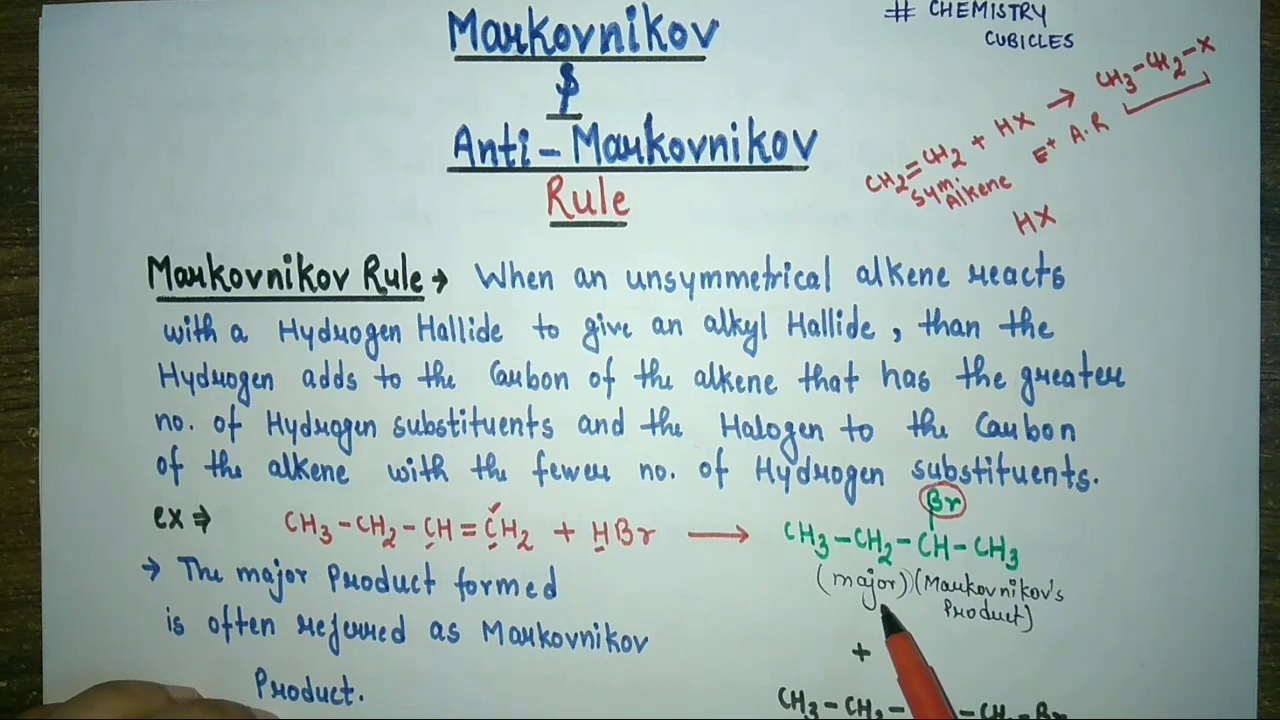 Markovnikov
&
Anti-Markovnikov
Rule
# CHEMISTRY
CUBICLES
CH2=CH2 + HX → CH3-CH2-X
Sym. Alkene
E+ A.R
HX
Markovnikov Rule → When an unsymmetrical alkene reacts
with a Hydrogen Hallide to give an alkyl Hallide, than the
Hydrogen adds to the Carbon of the alkene that has the greater
no. of Hydrogen substituents and the Halogen to the Carbon
of the alkene with the fewer no. of Hydrogen substituents.
Br
ex ⇒ CH3-CH2-CH=CH2 + HBr → CH3-CH2-CH-CH3
→ The major Product formed
(major) (Markovnikov's
Product)
is often referred as Markovnikov
+
Product.
CH3-CH2-